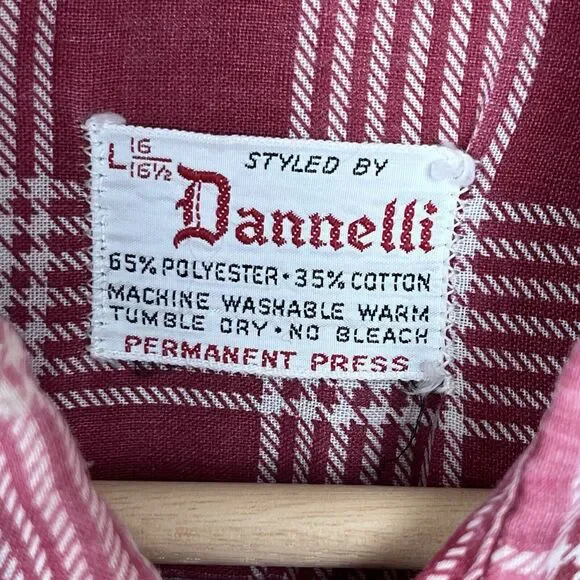 L 16/16½ STYLED BY
Dannelli
65% POLYESTER • 35% COTTON
MACHINE WASHABLE WARM
TUMBLE DRY • NO BLEACH
PERMANENT PRESS